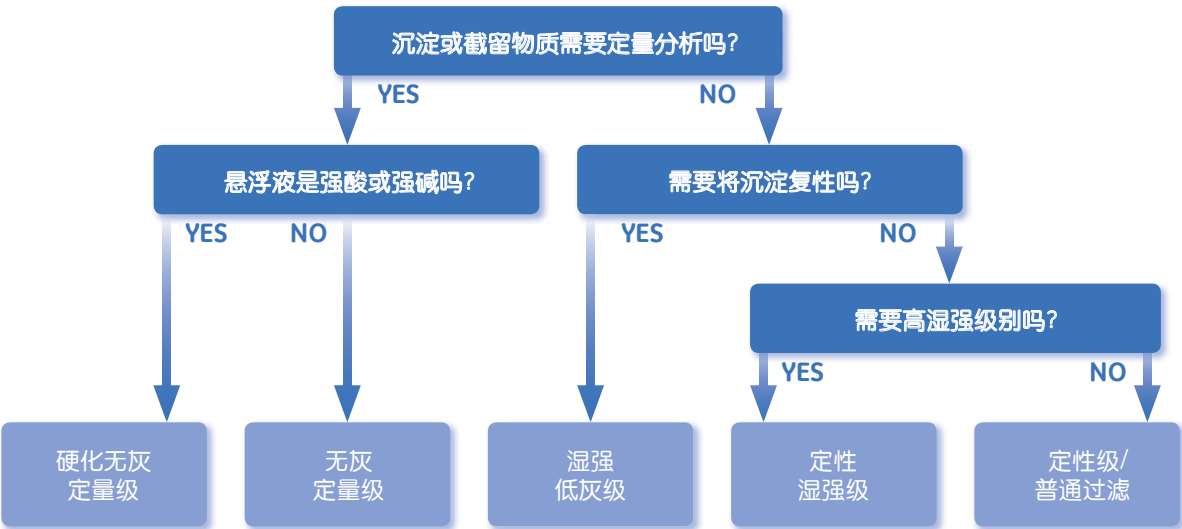 沉淀或截留物质需要定量分析吗？
YES
NO
悬浮液是强酸或强碱吗？
需要将沉淀复性吗？
YES
NO
YES
NO
需要高湿强级别吗？
YES
NO
硬化无灰
定量级
无灰
定量级
湿强
低灰级
定性
湿强级
定性级/
普通过滤